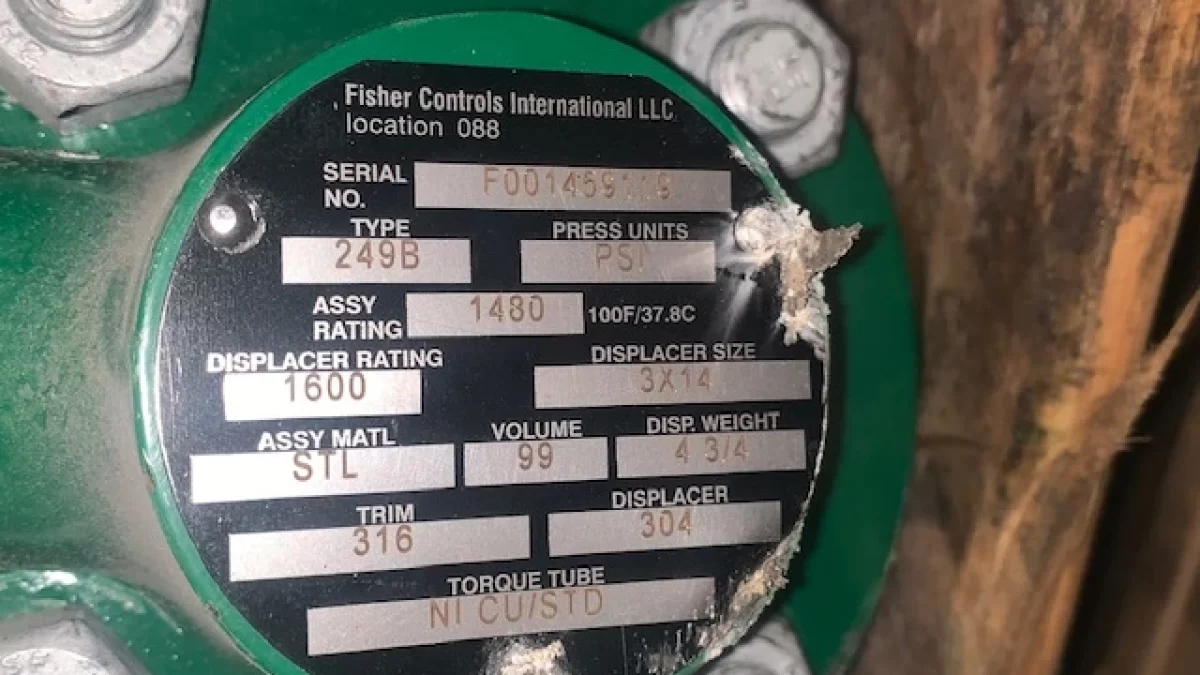 Fisher Controls International LLC
location 088
SERIAL NO.
TYPE PRESS UNITS
249B PSI
ASSY RATING 1480 100F/37.8C
DISPLACER RATING DISPLACER SIZE
1600 3X14
ASSY MATL VOLUME DISP. WEIGHT
STL 99 4 3/4
TRIM DISPLACER
316 304
TORQUE TUBE
NI CU/STD